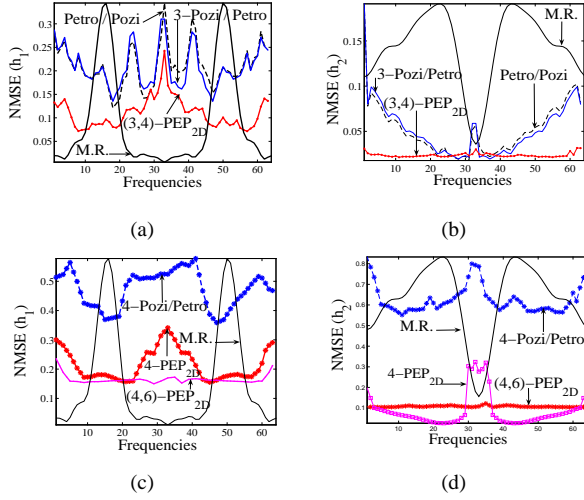 Petro / Pozi
3−Pozi / Petro
(3,4)−PEP2D
M.R.
NMSE (h1)
0.3
0.25
0.2
0.15
0.1
0.05
10 20 30 40 50 60
Frequencies
(a)
M.R.
3−Pozi/Petro
Petro/Pozi
(3,4)−PEP2D
NMSE (h2)
0.15
0.1
0.05
10 20 30 40 50 60
Frequencies
(b)
4−Pozi/Petro
M.R.
4−PEP2D
(4,6)−PEP2D
NMSE (h1)
0.5
0.4
0.3
0.2
0.1
10 20 30 40 50 60
Frequencies
(c)
M.R.
4−Pozi/Petro
4−PEP2D
(4,6)−PEP2D
NMSE (h2)
0.8
0.7
0.6
0.5
0.4
0.3
0.2
0.1
10 20 30 40 50 60
Frequencies
(d)